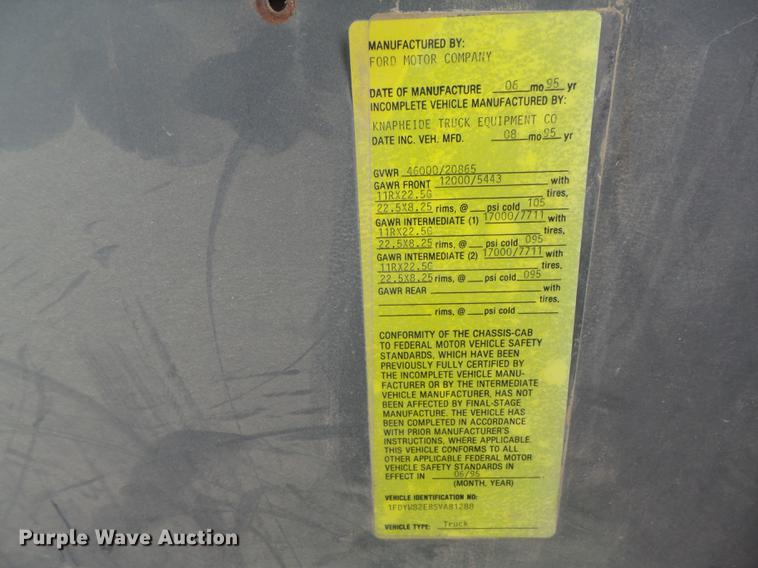 MANUFACTURED BY:
FORD MOTOR COMPANY
DATE OF MANUFACTURE 06 mo 95 yr
INCOMPLETE VEHICLE MANUFACTURED BY:
KNAPHEIDE TRUCK EQUIPMENT CO
DATE INC. VEH. MFD. 08 mo 95 yr
GVWR 46000/20865
GAWR FRONT 12000/5443 with
11RX22.5G tires,
22.5X8.25 rims, @ psi cold 105
GAWR INTERMEDIATE (1) 17000/7711 with
11RX22.5G tires,
22.5X8.25 rims, @ psi cold 095
GAWR INTERMEDIATE (2) 17000/7711 with
11RX22.5G tires,
22.5X8.25 rims, @ psi cold 095
GAWR REAR with
tires,
rims, @ psi cold
CONFORMITY OF THE CHASSIS-CAB
TO FEDERAL MOTOR VEHICLE SAFETY
STANDARDS, WHICH HAVE BEEN
PREVIOUSLY FULLY CERTIFIED BY
THE INCOMPLETE VEHICLE MANU-
FACTURER OR BY THE INTERMEDIATE
VEHICLE MANUFACTURER, HAS NOT
BEEN AFFECTED BY FINAL-STAGE
MANUFACTURE. THE VEHICLE HAS
BEEN COMPLETED IN ACCORDANCE
WITH PRIOR MANUFACTURER'S
INSTRUCTIONS, WHERE APPLICABLE.
THIS VEHICLE CONFORMS TO ALL
OTHER APPLICABLE FEDERAL MOTOR
VEHICLE SAFETY STANDARDS IN
EFFECT IN 06/95
(MONTH, YEAR)
VEHICLE IDENTIFICATION NO:
1FDYW82E8SVA81288
VEHICLE TYPE: Truck
Purple Wave Auction